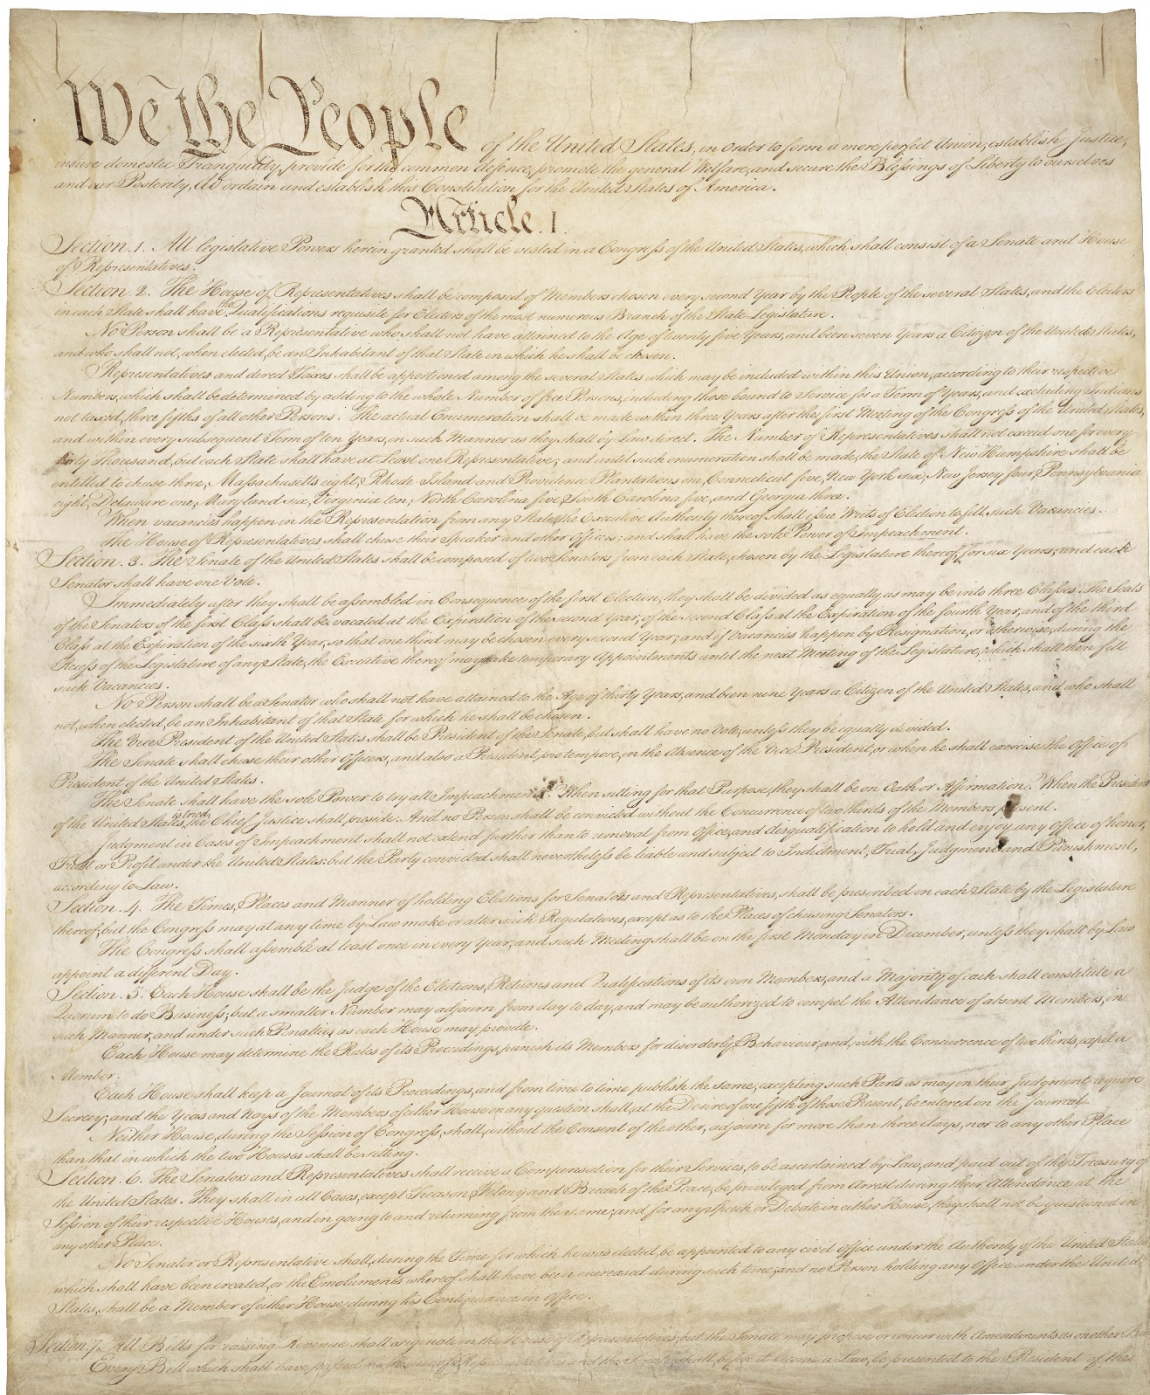 We the People of the United States, in Order to form a more perfect Union, establish Justice,
insure domestic Tranquility, provide for the common defence, promote the general Welfare, and secure the Blessings of Liberty to ourselves
and our Posterity, do ordain and establish this Constitution for the United States of America.
Article. I.
Section. 1. All legislative Powers herein granted shall be vested in a Congress of the United States, which shall consist of a Senate and House
of Representatives.
Section. 2. The House of Representatives shall be composed of Members chosen every second Year by the People of the several States, and the Electors
in each State shall have the Qualifications requisite for Electors of the most numerous Branch of the State Legislature.
No Person shall be a Representative who shall not have attained to the Age of twenty five Years, and been seven Years a Citizen of the United States,
and who shall not, when elected, be an Inhabitant of that State in which he shall be chosen.
Representatives and direct Taxes shall be apportioned among the several States which may be included within this Union, according to their respective
Numbers, which shall be determined by adding to the whole Number of free Persons, including those bound to Service for a Term of Years, and excluding Indians
not taxed, three fifths of all other Persons. The actual Enumeration shall be made within three Years after the first Meeting of the Congress of the United States,
and within every subsequent Term of ten Years, in such Manner as they shall by Law direct. The Number of Representatives shall not exceed one for every
thirty Thousand, but each State shall have at Least one Representative; and until such enumeration shall be made, the State of New Hampshire shall be
entitled to chuse three, Massachusetts eight, Rhode Island and Providence Plantations one, Connecticut five, New York six, New Jersey four, Pennsylvania
eight, Delaware one, Maryland six, Virginia ten, North Carolina five, South Carolina five, and Georgia three.
When vacancies happen in the Representation from any State, the Executive Authority thereof shall issue Writs of Election to fill such Vacancies.
The House of Representatives shall chuse their Speaker and other Officers; and shall have the sole Power of Impeachment.
Section. 3. The Senate of the United States shall be composed of two Senators from each State, chosen by the Legislature thereof, for six Years; and each
Senator shall have one Vote.
Immediately after they shall be assembled in Consequence of the first Election, they shall be divided as equally as may be into three Classes. The Seats
of the Senators of the first Class shall be vacated at the Expiration of the second Year, of the second Class at the Expiration of the fourth Year, and of the third
Class at the Expiration of the sixth Year, so that one third may be chosen every second Year; and if Vacancies happen by Resignation, or otherwise, during the
Recess of the Legislature of any State, the Executive thereof may make temporary Appointments until the next Meeting of the Legislature, which shall then fill
such Vacancies.
No Person shall be a Senator who shall not have attained to the Age of thirty Years, and been nine Years a Citizen of the United States, and who shall
not, when elected, be an Inhabitant of that State for which he shall be chosen.
The Vice President of the United States shall be President of the Senate, but shall have no Vote, unless they be equally divided.
The Senate shall chuse their other Officers, and also a President pro tempore, in the Absence of the Vice President, or when he shall exercise the Office of
President of the United States.
The Senate shall have the sole Power to try all Impeachments. When sitting for that Purpose, they shall be on Oath or Affirmation. When the President
of the United States is tried, the Chief Justice shall preside: And no Person shall be convicted without the Concurrence of two thirds of the Members present.
Judgment in Cases of Impeachment shall not extend further than to removal from Office, and disqualification to hold and enjoy any Office of honor,
Trust or Profit under the United States: but the Party convicted shall nevertheless be liable and subject to Indictment, Trial, Judgment and Punishment,
according to Law.
Section. 4. The Times, Places and Manner of holding Elections for Senators and Representatives, shall be prescribed in each State by the Legislature
thereof; but the Congress may at any time by Law make or alter such Regulations, except as to the Places of chusing Senators.
The Congress shall assemble at least once in every Year, and such Meeting shall be on the first Monday in December, unless they shall by Law
appoint a different Day.
Section. 5. Each House shall be the Judge of the Elections, Returns and Qualifications of its own Members, and a Majority of each shall constitute a
Quorum to do Business; but a smaller Number may adjourn from day to day, and may be authorized to compel the Attendance of absent Members, in
such Manner, and under such Penalties as each House may provide.
Each House may determine the Rules of its Proceedings, punish its Members for disorderly Behaviour, and, with the Concurrence of two thirds, expel a
Member.
Each House shall keep a Journal of its Proceedings, and from time to time publish the same, excepting such Parts as may in their Judgment require
Secrecy; and the Yeas and Nays of the Members of either House on any question shall, at the Desire of one fifth of those Present, be entered on the Journal.
Neither House, during the Session of Congress, shall, without the Consent of the other, adjourn for more than three days, nor to any other Place
than that in which the two Houses shall be sitting.
Section. 6. The Senators and Representatives shall receive a Compensation for their Services, to be ascertained by Law, and paid out of the Treasury of
the United States. They shall in all Cases, except Treason, Felony and Breach of the Peace, be privileged from Arrest during their Attendance at the
Session of their respective Houses, and in going to and returning from the same; and for any Speech or Debate in either House, they shall not be questioned in
any other Place.
No Senator or Representative shall, during the Time for which he was elected, be appointed to any civil Office under the Authority of the United States,
which shall have been created, or the Emoluments whereof shall have been encreased during such time; and no Person holding any Office under the United
States, shall be a Member of either House during his Continuance in Office.
Section. 7. All Bills for raising Revenue shall originate in the House of Representatives; but the Senate may propose or concur with Amendments as on other
Every Bill which shall have passed the House of Representatives and the Senate, shall, before it become a Law, be presented to the President of the